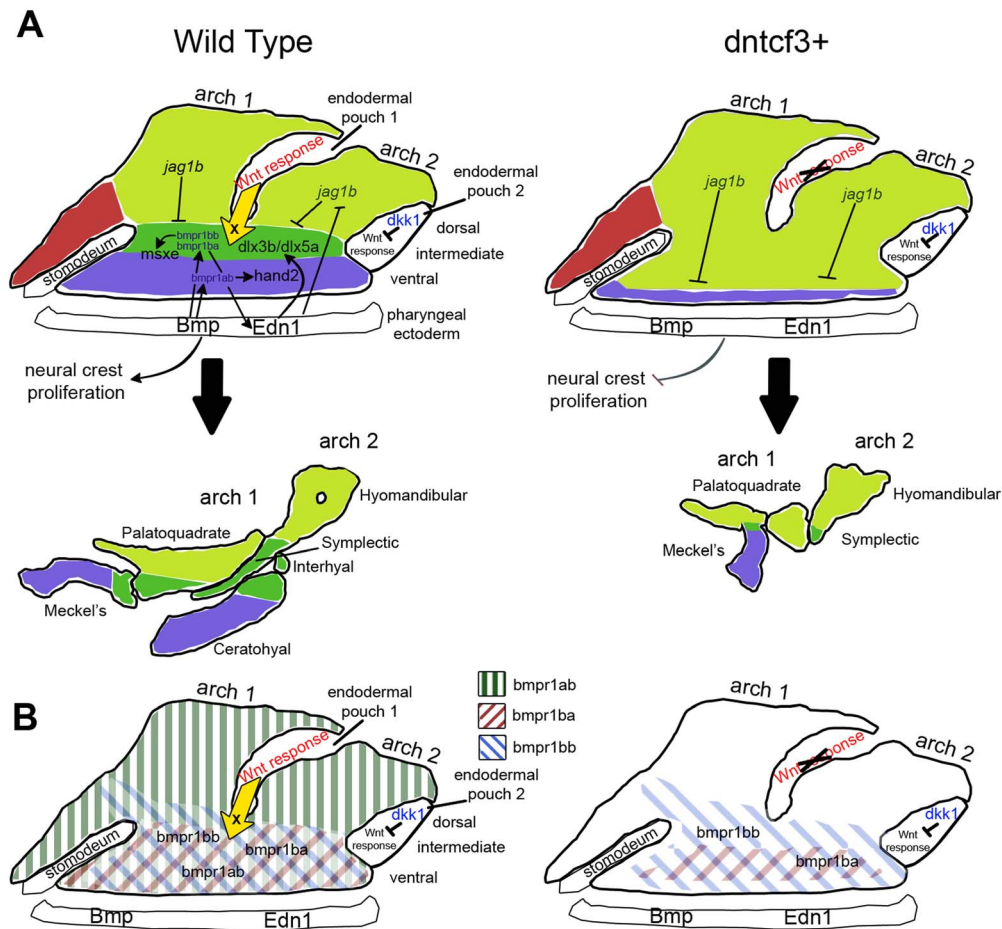 A
Wild Type
dntcf3+
arch 1
endodermal
pouch 1
arch 2
Wnt response
jag1b
jag1b
endodermal
pouch 2
dkk1
Wnt
response
dorsal
intermediate
ventral
stomodeum
bmpr1bb
bmpr1ba
msxe
dlx3b/dlx5a
X
bmpr1ab
hand2
Bmp
Edn1
pharyngeal
ectoderm
neural crest
proliferation
arch 1
arch 2
Wnt response
jag1b
jag1b
dkk1
Wnt
response
stomodeum
Bmp
Edn1
neural crest
proliferation
arch 2
arch 1
Hyomandibular
Palatoquadrate
Symplectic
Interhyal
Meckel's
Ceratohyal
arch 2
arch 1
Palatoquadrate
Hyomandibular
Meckel's
Symplectic
B
arch 1
endodermal
pouch 1
arch 2
Wnt response
X
endodermal
pouch 2
dkk1
Wnt
response
dorsal
intermediate
ventral
stomodeum
bmpr1bb
bmpr1ba
bmpr1ab
Bmp
Edn1
bmpr1ab
bmpr1ba
bmpr1bb
arch 1
arch 2
Wnt response
dkk1
Wnt
response
stomodeum
bmpr1bb
bmpr1ba
Bmp
Edn1